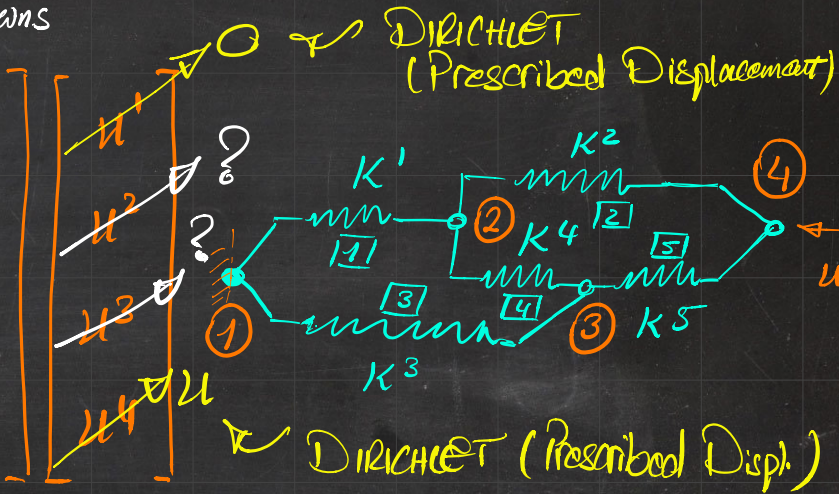 wns
0 DIRICHLET
(Prescribed Displacement)
u¹
?
K¹
K²
④
u²
②
[2]
?
[1]
K⁴
[5]
u
u³
[3]
[4]
①
③
K⁵
K³
u⁴
u
DIRICHLET (Prescribed Displ.)